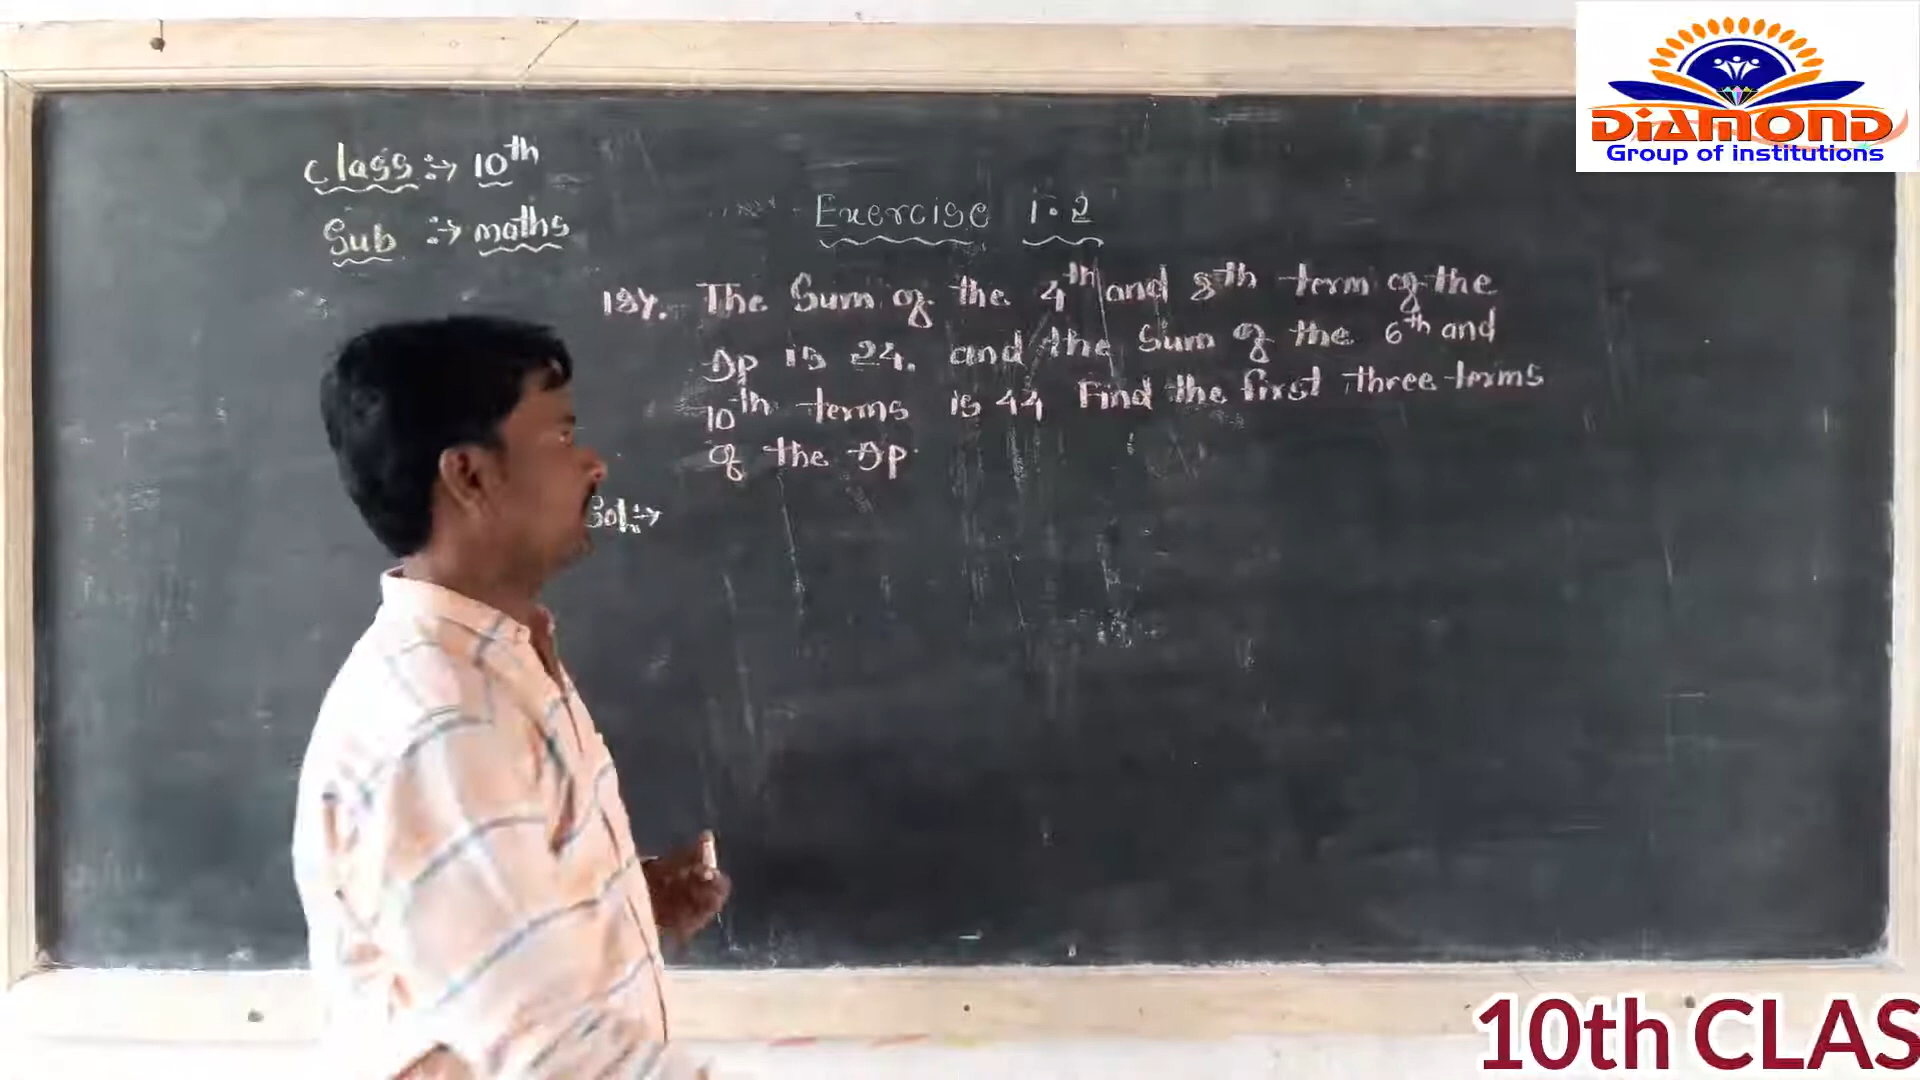 DIAMOND
Group of institutions
Class :→ 10th
Sub :→ maths
Exercise 1.2
18Y. The Sum of the 4th and 8th term of the
Ap is 24. and the Sum of the 6th and
10th terms is 44 Find the first three terms
of the Ap.
Sol:→
10th CLAS